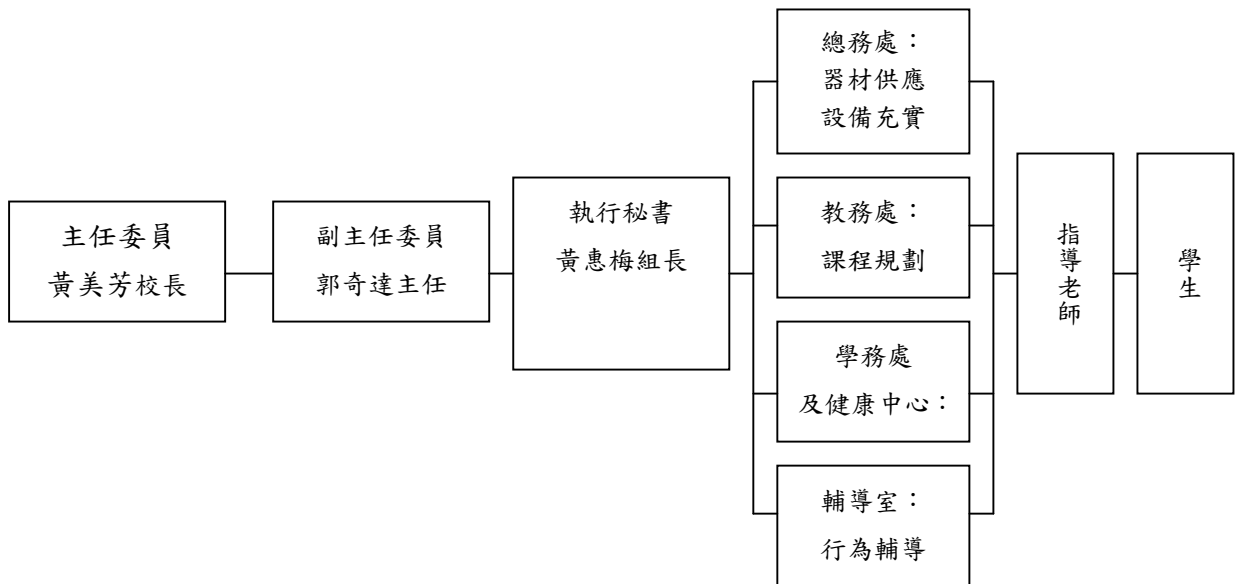 主任委員
黃美芳校長
副主任委員
郭奇達主任
執行秘書
黃惠梅組長
總務處：
器材供應
設備充實
教務處：
課程規劃
學務處
及健康中心：
輔導室：
行為輔導
指導老師
學生